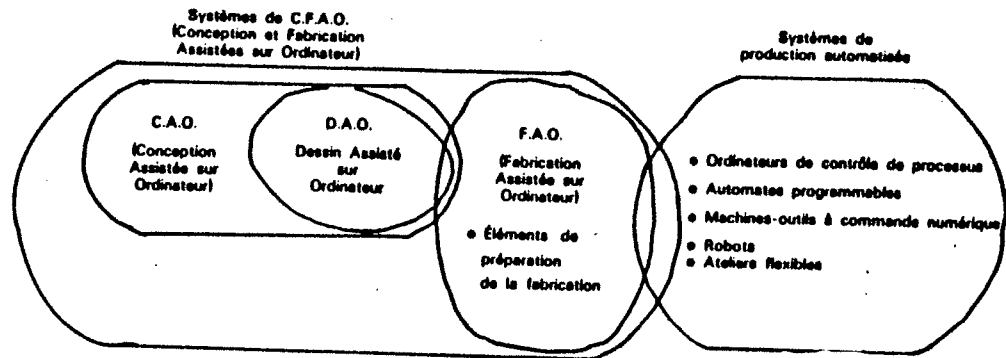 Systèmes de C.F.A.O.
(Conception et Fabrication
Assistées sur Ordinateur)
Systèmes de
production automatisée
C.A.O.
(Conception
Assistée sur
Ordinateur)
D.A.O.
Dessin Assisté
sur
Ordinateur
F.A.O.
(Fabrication
Assistée sur
Ordinateur)
• Éléments de
préparation
de la fabrication
• Ordinateurs de contrôle de processus
• Automates programmables
• Machines-outils à commande numérique
• Robots
• Ateliers flexibles